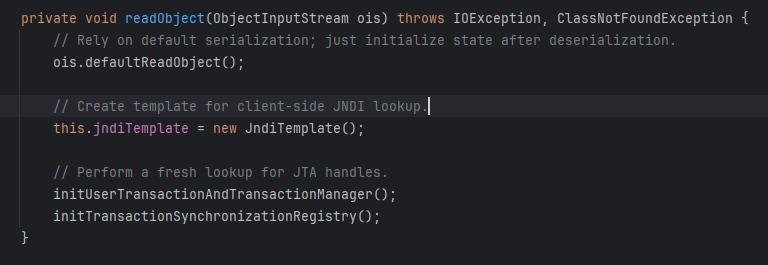 private void readObject(ObjectInputStream ois) throws IOException, ClassNotFoundException {
// Rely on default serialization; just initialize state after deserialization.
ois.defaultReadObject();
// Create template for client-side JNDI lookup.
this.jndiTemplate = new JndiTemplate();
// Perform a fresh lookup for JTA handles.
initUserTransactionAndTransactionManager();
initTransactionSynchronizationRegistry();
}